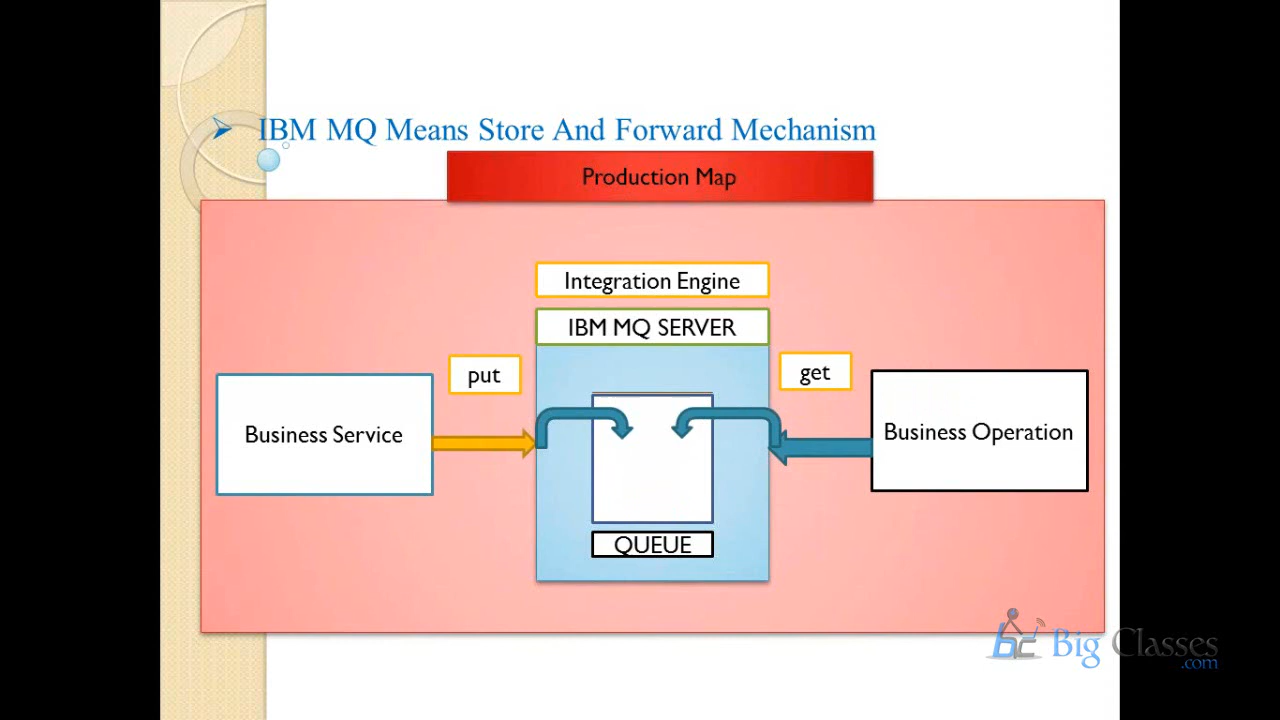 IBM MQ Means Store And Forward Mechanism
Production Map
Integration Engine
IBM MQ SERVER
put
get
Business Service
Business Operation
QUEUE
bc Big Classes
.com